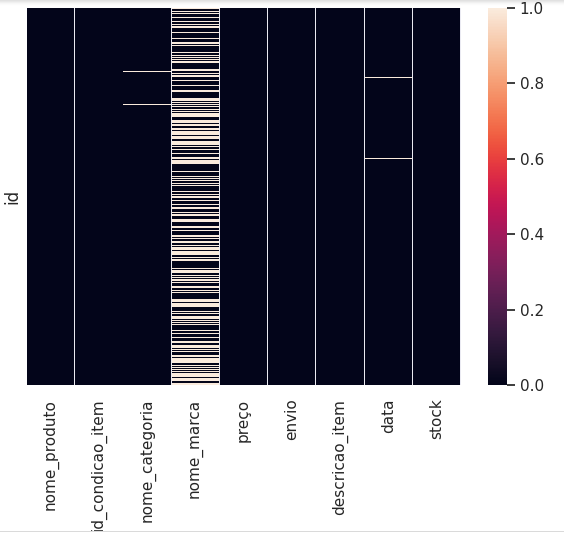 1.0
0.8
0.6
0.4
0.2
0.0
id
nome_produto
id_condicao_item
nome_categoria
nome_marca
preço
envio
descricao_item
data
stock